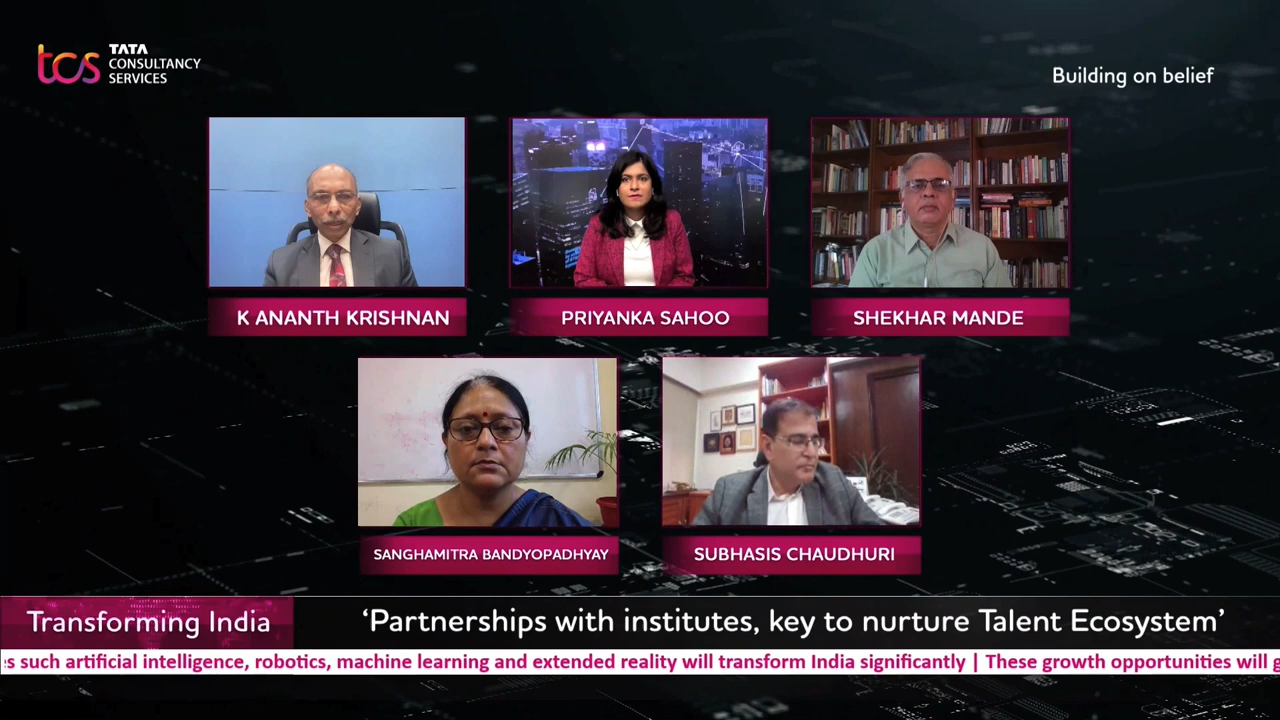 tcs TATA
CONSULTANCY
SERVICES
Building on belief
K ANANTH KRISHNAN
PRIYANKA SAHOO
SHEKHAR MANDE
SANGHAMITRA BANDYOPADHYAY
SUBHASIS CHAUDHURI
Transforming India
‘Partnerships with institutes, key to nurture Talent Ecosystem’
s such artificial intelligence, robotics, machine learning and extended reality will transform India significantly | These growth opportunities will g